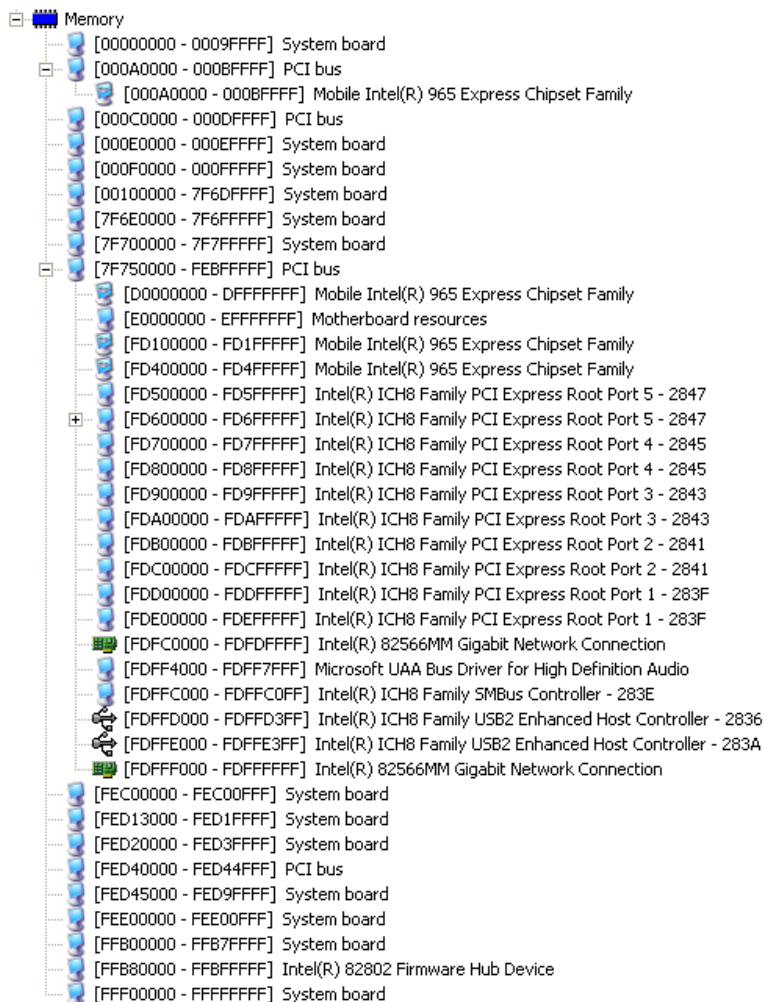 Memory
[00000000 - 0009FFFF] System board
[000A0000 - 000BFFFF] PCI bus
[000A0000 - 000BFFFF] Mobile Intel(R) 965 Express Chipset Family
[000C0000 - 000DFFFF] PCI bus
[000E0000 - 000EFFFF] System board
[000F0000 - 000FFFFF] System board
[00100000 - 7F6DFFFF] System board
[7F6E0000 - 7F6FFFFF] System board
[7F700000 - 7F7FFFFF] System board
[7F750000 - FEBFFFFF] PCI bus
[D0000000 - DFFFFFFF] Mobile Intel(R) 965 Express Chipset Family
[E0000000 - EFFFFFFF] Motherboard resources
[FD100000 - FD1FFFFF] Mobile Intel(R) 965 Express Chipset Family
[FD400000 - FD4FFFFF] Mobile Intel(R) 965 Express Chipset Family
[FD500000 - FD5FFFFF] Intel(R) ICH8 Family PCI Express Root Port 5 - 2847
[FD600000 - FD6FFFFF] Intel(R) ICH8 Family PCI Express Root Port 5 - 2847
[FD700000 - FD7FFFFF] Intel(R) ICH8 Family PCI Express Root Port 4 - 2845
[FD800000 - FD8FFFFF] Intel(R) ICH8 Family PCI Express Root Port 4 - 2845
[FD900000 - FD9FFFFF] Intel(R) ICH8 Family PCI Express Root Port 3 - 2843
[FDA00000 - FDAFFFFF] Intel(R) ICH8 Family PCI Express Root Port 3 - 2843
[FDB00000 - FDBFFFFF] Intel(R) ICH8 Family PCI Express Root Port 2 - 2841
[FDC00000 - FDCFFFFF] Intel(R) ICH8 Family PCI Express Root Port 2 - 2841
[FDD00000 - FDDFFFFF] Intel(R) ICH8 Family PCI Express Root Port 1 - 283F
[FDE00000 - FDEFFFFF] Intel(R) ICH8 Family PCI Express Root Port 1 - 283F
[FDFC0000 - FDFDFFFF] Intel(R) 82566MM Gigabit Network Connection
[FDFF4000 - FDFF7FFF] Microsoft UAA Bus Driver for High Definition Audio
[FDFFC000 - FDFFC0FF] Intel(R) ICH8 Family SMBus Controller - 283E
[FDFFD000 - FDFFD3FF] Intel(R) ICH8 Family USB2 Enhanced Host Controller - 2836
[FDFFE000 - FDFFE3FF] Intel(R) ICH8 Family USB2 Enhanced Host Controller - 283A
[FDFFF000 - FDFFFFFF] Intel(R) 82566MM Gigabit Network Connection
[FEC00000 - FEC00FFF] System board
[FED13000 - FED1FFFF] System board
[FED20000 - FED3FFFF] System board
[FED40000 - FED44FFF] PCI bus
[FED45000 - FED9FFFF] System board
[FEE00000 - FEE00FFF] System board
[FFB00000 - FFB7FFFF] System board
[FFB80000 - FFBFFFFF] Intel(R) 82802 Firmware Hub Device
[FFF00000 - FFFFFFFF] System board